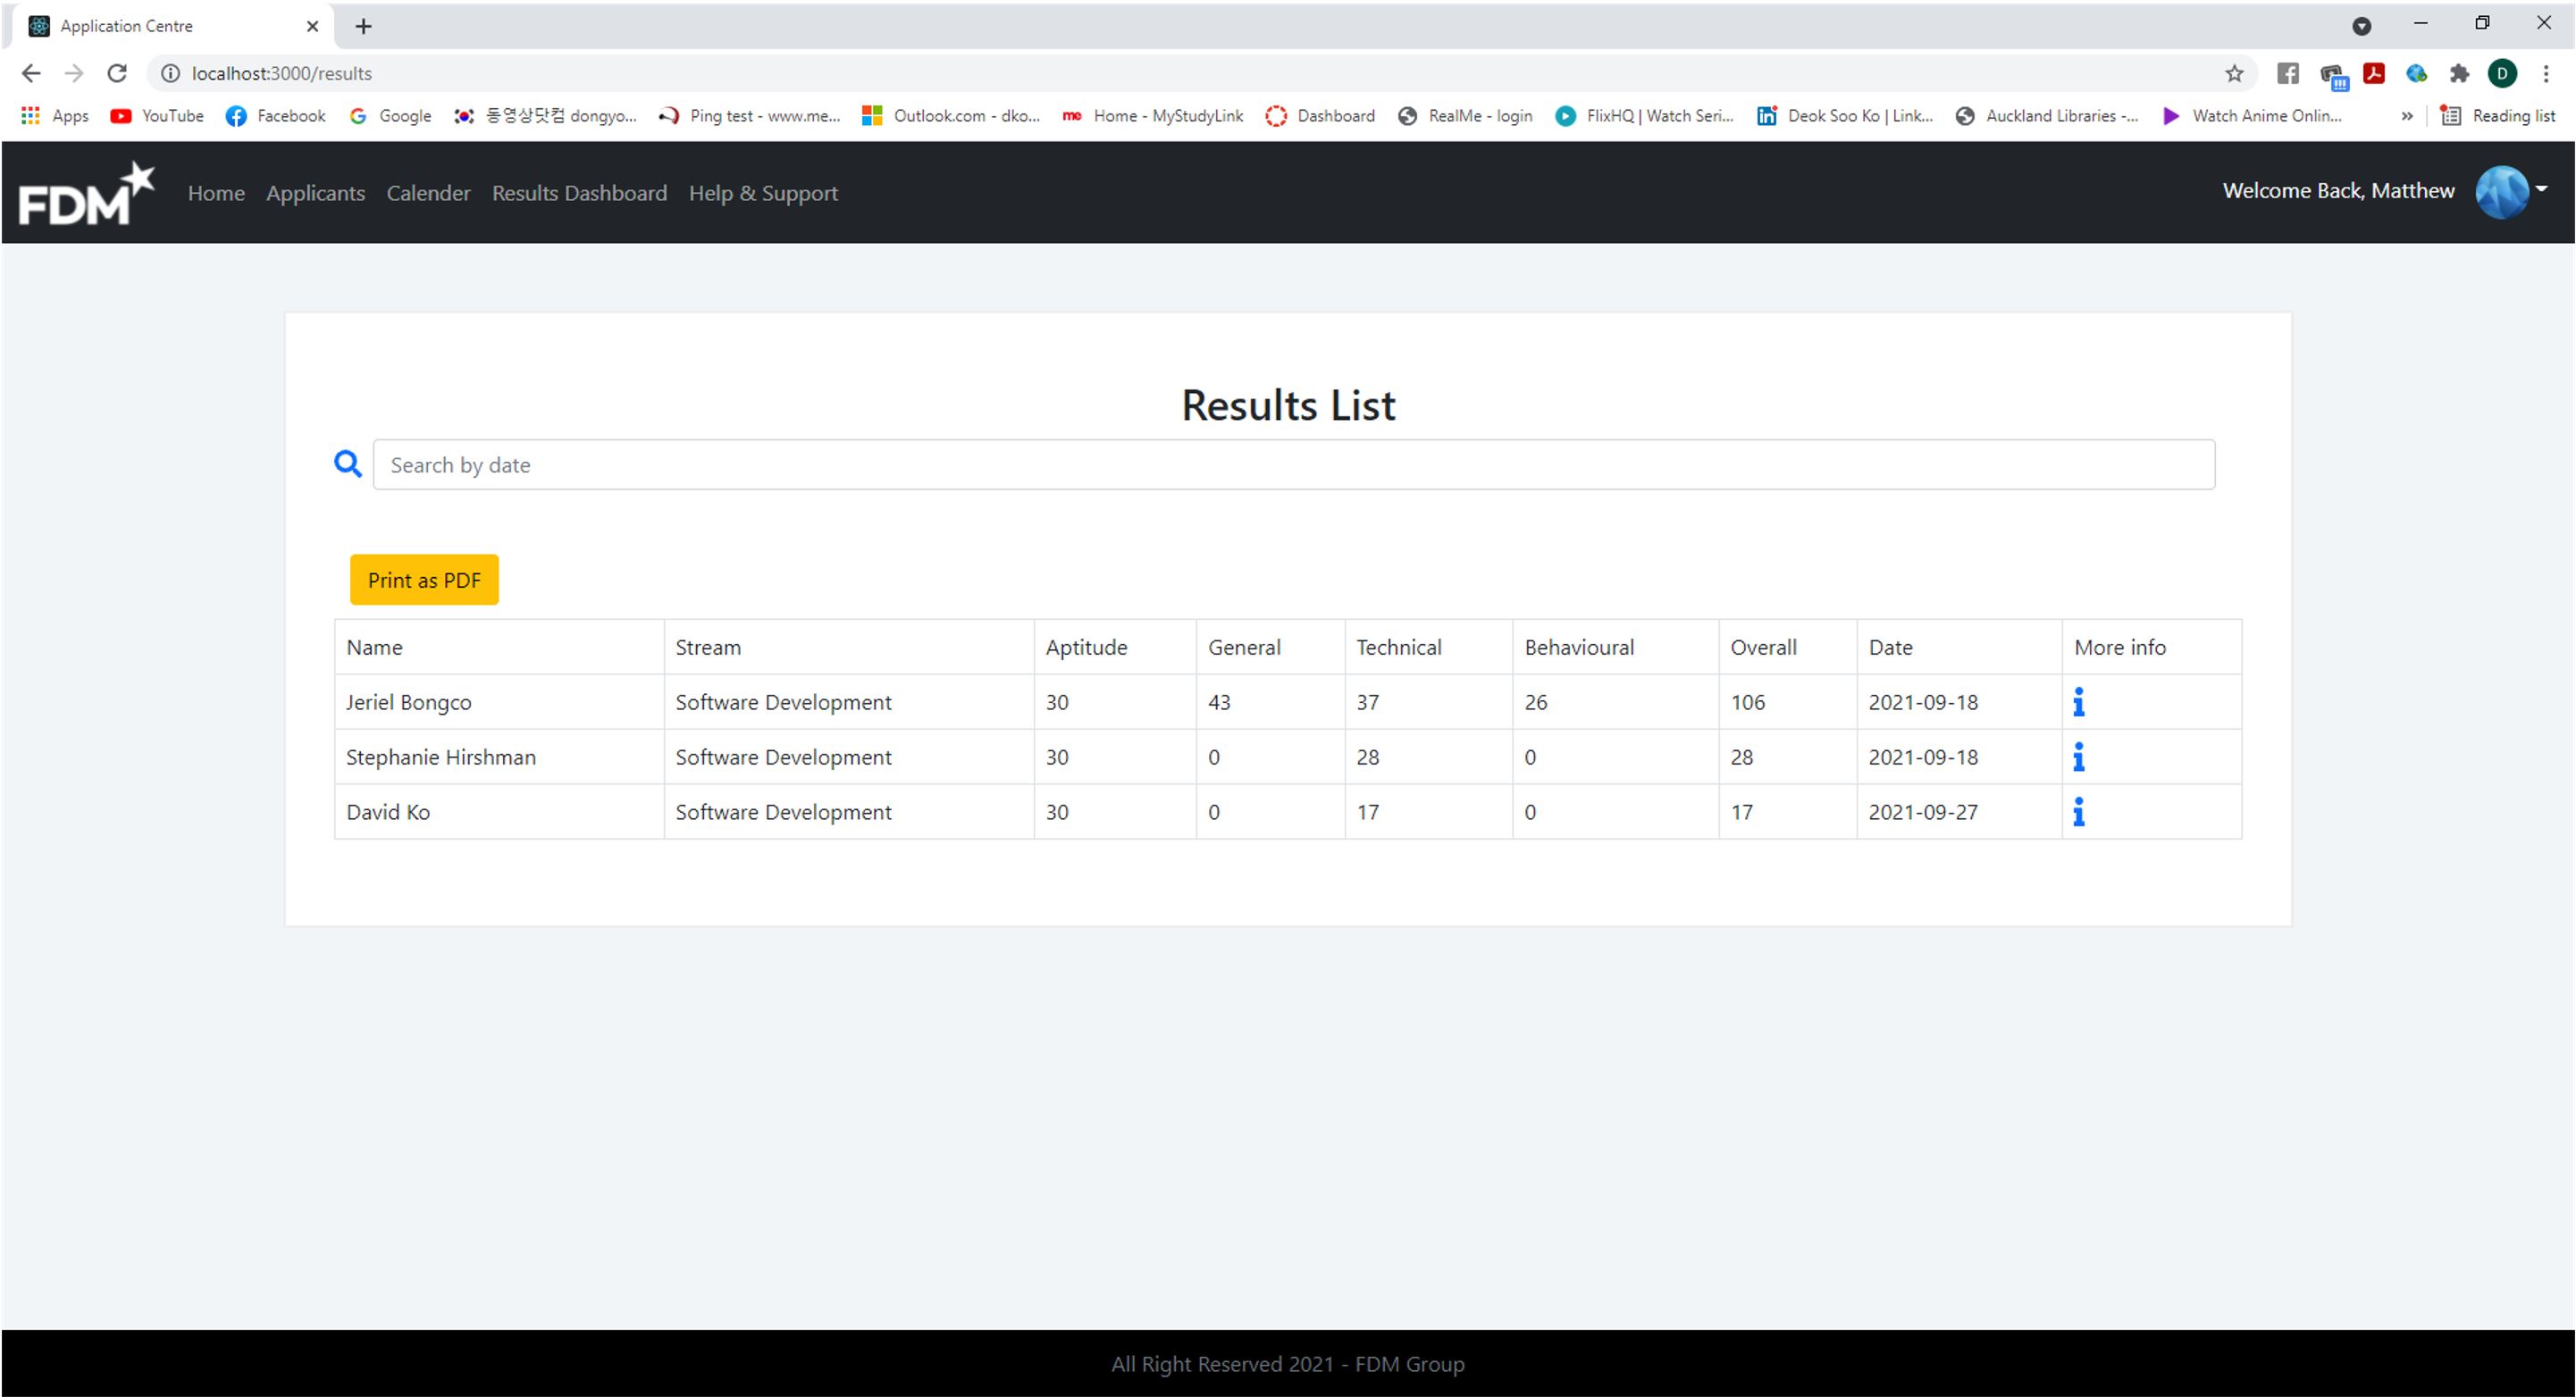 Application Centre
localhost:3000/results
Apps YouTube Facebook Google 동영상닷컴 dongyo... Ping test - www.me... Outlook.com - dko... me Home - MyStudyLink Dashboard RealMe - login FlixHQ | Watch Seri... in Deok Soo Ko | Link... Auckland Libraries -... Watch Anime Onlin... » Reading list
FDM Home Applicants Calender Results Dashboard Help & Support Welcome Back, Matthew
Results List
Search by date
Print as PDF
Name Stream Aptitude General Technical Behavioural Overall Date More info
Jeriel Bongco Software Development 30 43 37 26 106 2021-09-18
Stephanie Hirshman Software Development 30 0 28 0 28 2021-09-18
David Ko Software Development 30 0 17 0 17 2021-09-27
All Right Reserved 2021 - FDM Group